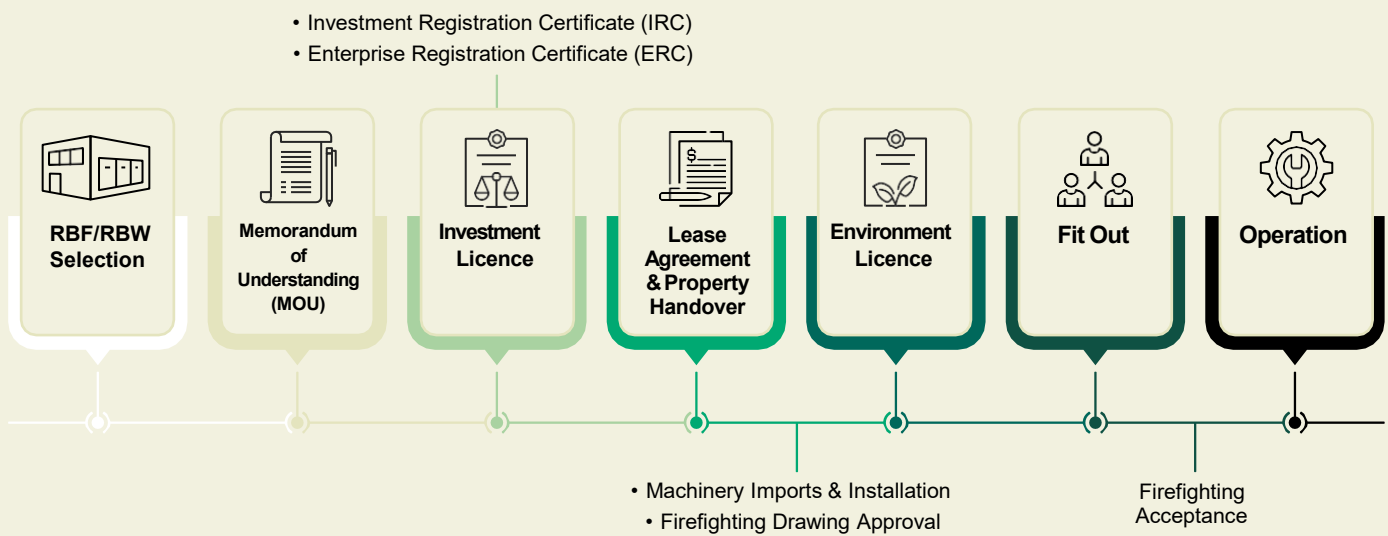 • Investment Registration Certificate (IRC)
• Enterprise Registration Certificate (ERC)
RBF/RBW
Selection
Memorandum
of
Understanding
(MOU)
Investment
Licence
$
Lease
Agreement
& Property
Handover
Environment
Licence
Fit Out
Operation
• Machinery Imports & Installation
• Firefighting Drawing Approval
Firefighting
Acceptance